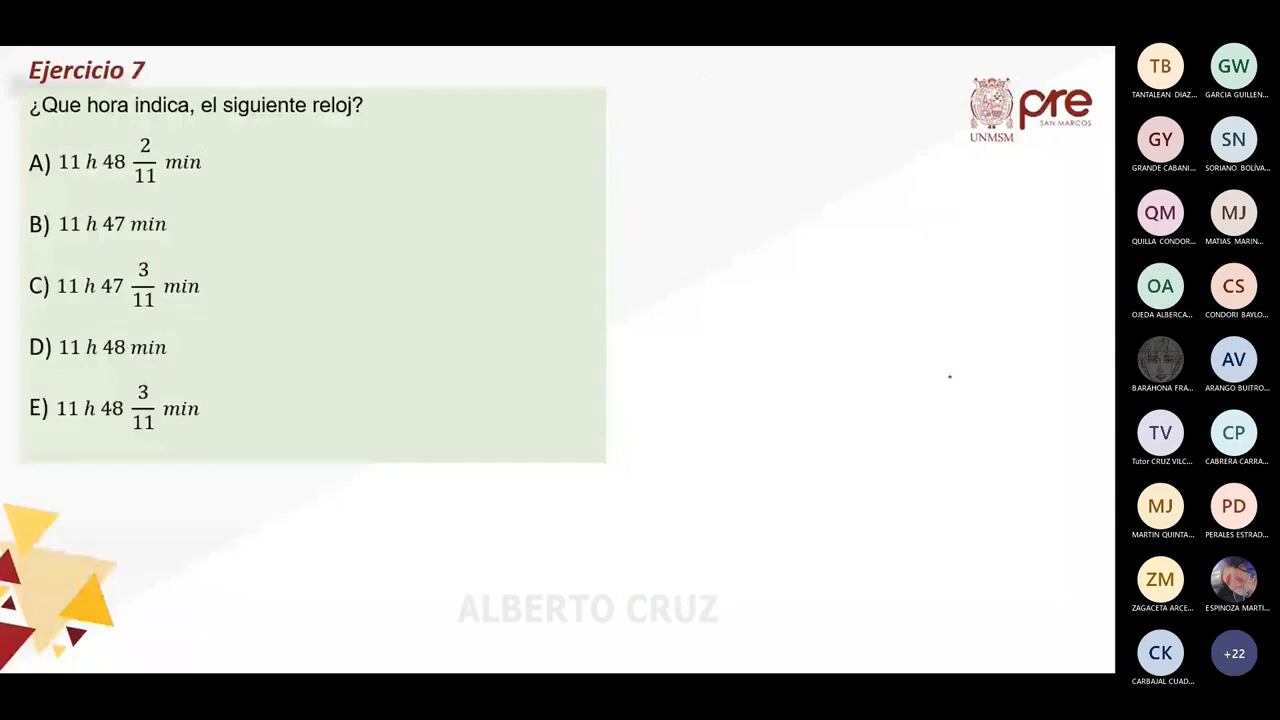 Ejercicio 7
¿Que hora indica, el siguiente reloj?
A) 11 h 48 2/11 min
B) 11 h 47 min
C) 11 h 47 3/11 min
D) 11 h 48 min
E) 11 h 48 3/11 min
UNMSM
pre
SAN MARCOS
ALBERTO CRUZ
TB GW
TANTALEAN DIAZ... GARCIA GUILLEN...
GY SN
GRANDE CABANI... SORIANO BOLÍVA...
QM MJ
QUILLA CONDOR... MATIAS MARIN...
OA CS
OJEDA ALBERCA... CONDORI BAYLO...
AV
BARAHONA FRA... ARANGO BUITRO...
TV CP
Tutor CRUZ VILC... CABRERA CARRA...
MJ PD
MARTIN QUINTA... PERALES ESTRAD...
ZM
ZAGACETA ARCE... ESPINOZA MARTI...
CK +22
CARBAJAL CUAD...